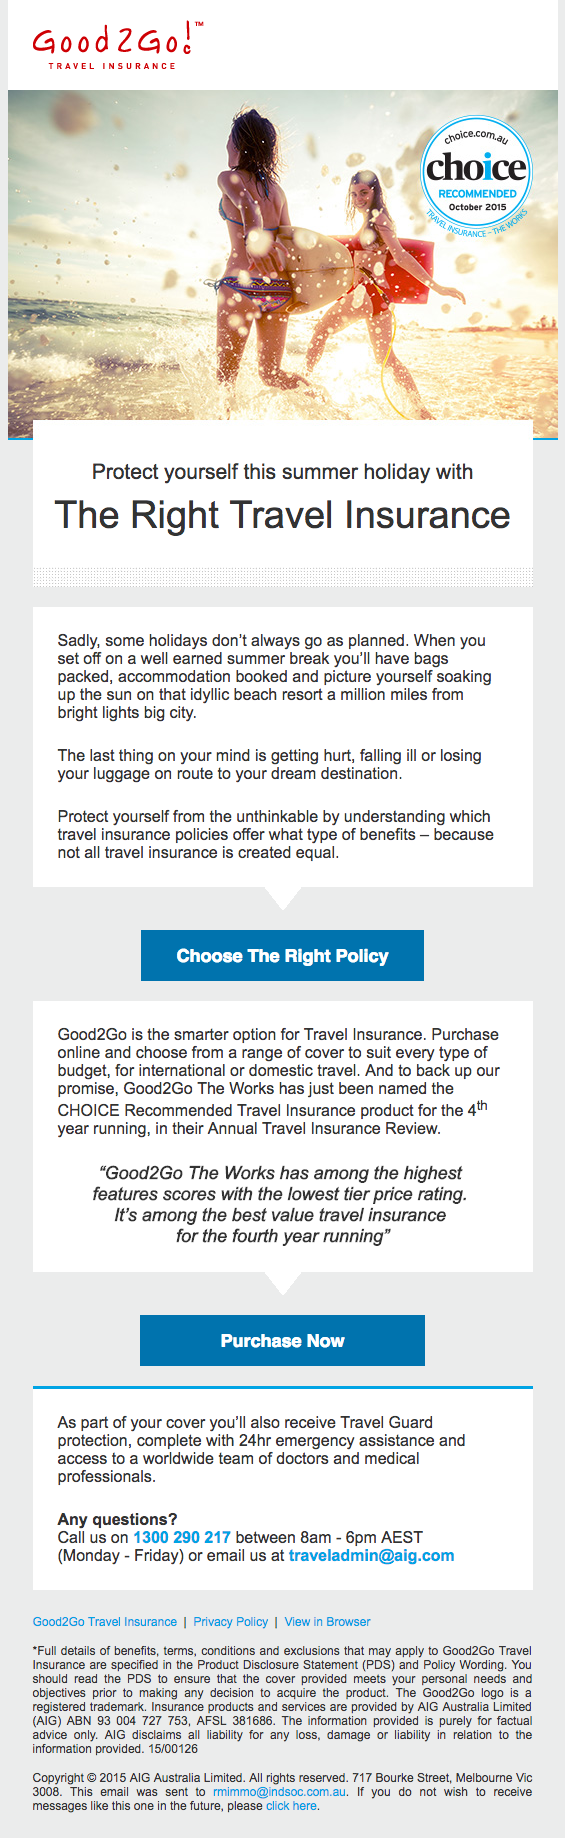 Good2Go!™
TRAVEL INSURANCE
choice.com.au
choice
RECOMMENDED
October 2015
TRAVEL INSURANCE – THE WORKS
Protect yourself this summer holiday with
The Right Travel Insurance
Sadly, some holidays don’t always go as planned. When you
set off on a well earned summer break you’ll have bags
packed, accommodation booked and picture yourself soaking
up the sun on that idyllic beach resort a million miles from
bright lights big city.
The last thing on your mind is getting hurt, falling ill or losing
your luggage on route to your dream destination.
Protect yourself from the unthinkable by understanding which
travel insurance policies offer what type of benefits – because
not all travel insurance is created equal.
Choose The Right Policy
Good2Go is the smarter option for Travel Insurance. Purchase
online and choose from a range of cover to suit every type of
budget, for international or domestic travel. And to back up our
promise, Good2Go The Works has just been named the
CHOICE Recommended Travel Insurance product for the 4th
year running, in their Annual Travel Insurance Review.
“Good2Go The Works has among the highest
features scores with the lowest tier price rating.
It’s among the best value travel insurance
for the fourth year running”
Purchase Now
As part of your cover you’ll also receive Travel Guard
protection, complete with 24hr emergency assistance and
access to a worldwide team of doctors and medical
professionals.
Any questions?
Call us on 1300 290 217 between 8am - 6pm AEST
(Monday - Friday) or email us at traveladmin@aig.com
Good2Go Travel Insurance | Privacy Policy | View in Browser
*Full details of benefits, terms, conditions and exclusions that may apply to Good2Go Travel
Insurance are specified in the Product Disclosure Statement (PDS) and Policy Wording. You
should read the PDS to ensure that the cover provided meets your personal needs and
objectives prior to making any decision to acquire the product. The Good2Go logo is a
registered trademark. Insurance products and services are provided by AIG Australia Limited
(AIG) ABN 93 004 727 753, AFSL 381686. The information provided is purely for factual
advice only. AIG disclaims all liability for any loss, damage or liability in relation to the
information provided. 15/00126
Copyright © 2015 AIG Australia Limited. All rights reserved. 717 Bourke Street, Melbourne Vic
3008. This email was sent to rmimmo@indsoc.com.au. If you do not wish to receive
messages like this one in the future, please click here.